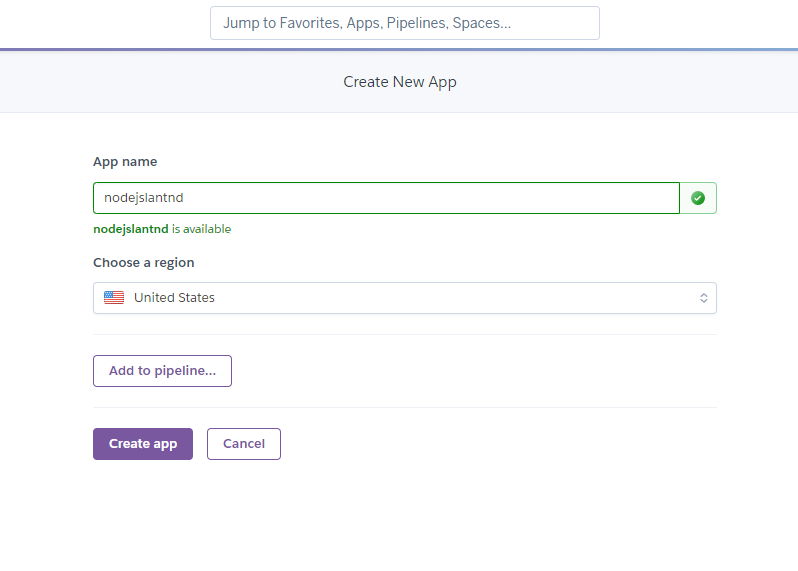 Jump to Favorites, Apps, Pipelines, Spaces...
Create New App
App name
nodejslantnd
nodejslantnd is available
Choose a region
United States
Add to pipeline...
Create app Cancel